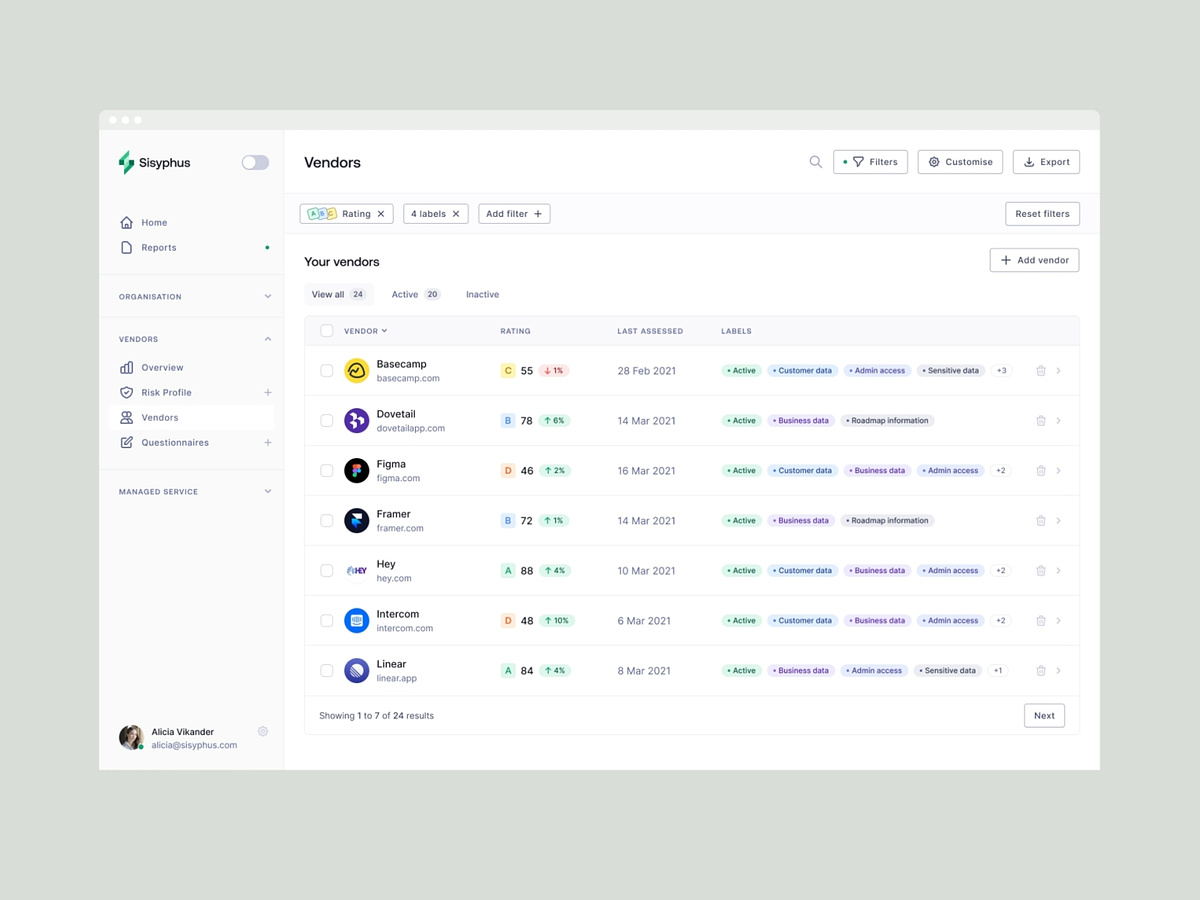 Sisyphus
Home
Reports
ORGANISATION
VENDORS
Overview
Risk Profile
Vendors
Questionnaires
MANAGED SERVICE
Alicia Vikander
alicia@sisyphus.com
Vendors
Filters
Customise
Export
A B C Rating
4 labels
Add filter
Reset filters
Your vendors
Add vendor
View all 24
Active 20
Inactive
VENDOR RATING LAST ASSESSED LABELS
Basecamp
basecamp.com
C 55 ↓ 1% 28 Feb 2021 • Active • Customer data • Admin access • Sensitive data +3
Dovetail
dovetailapp.com
B 78 ↑ 6% 14 Mar 2021 • Active • Business data • Roadmap information
Figma
figma.com
D 46 ↑ 2% 16 Mar 2021 • Active • Customer data • Business data • Admin access +2
Framer
framer.com
B 72 ↑ 1% 14 Mar 2021 • Active • Business data • Roadmap information
HEY
Hey
hey.com
A 88 ↑ 4% 10 Mar 2021 • Active • Customer data • Business data • Admin access +2
Intercom
intercom.com
D 48 ↑ 10% 6 Mar 2021 • Active • Customer data • Business data • Admin access +2
Linear
linear.app
A 84 ↑ 4% 8 Mar 2021 • Active • Business data • Admin access • Sensitive data +1
Showing 1 to 7 of 24 results
Next